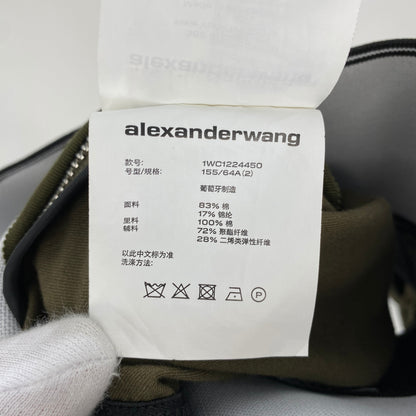 alexanderwang
款号: 1WC1224450
号型/规格: 155/64A(2)
葡萄牙制造
面料 83% 棉
17% 锦纶
里料 100% 棉
辅料 72% 聚酯纤维
28% 二烯类弹性纤维
以此中文标为准
洗涤方法:
P